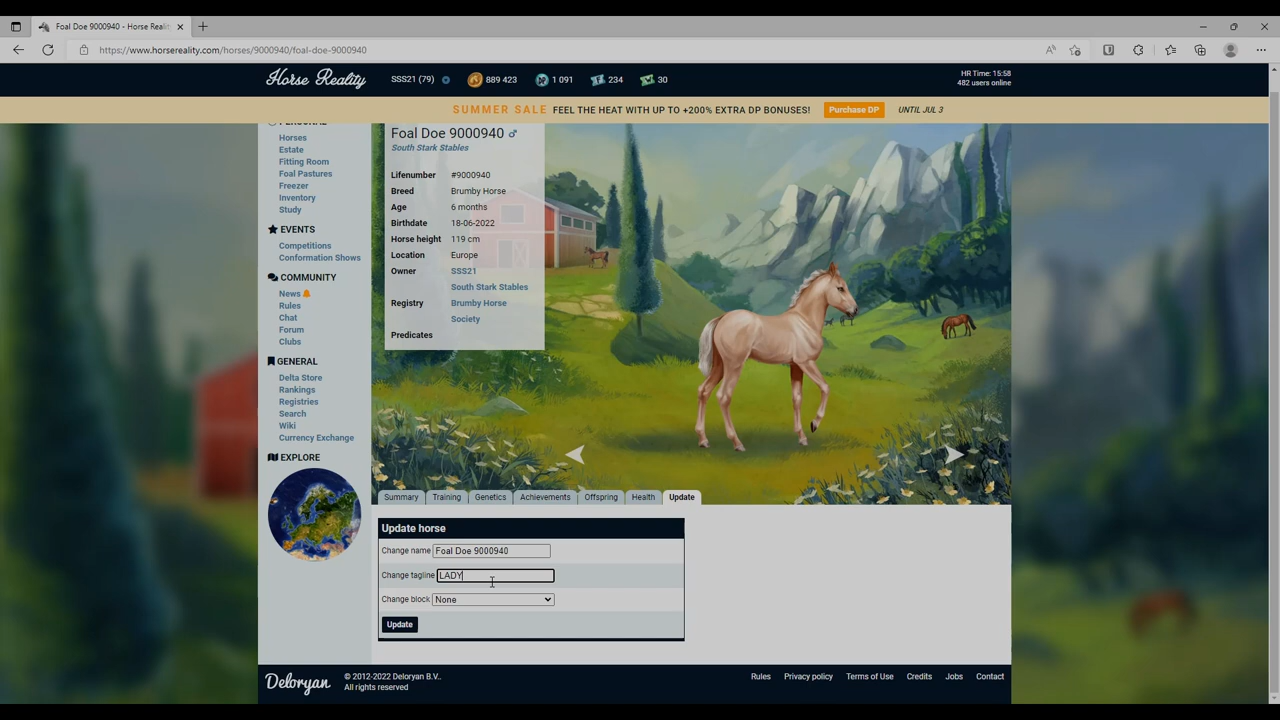 Foal Doe 9000940 - Horse Realit
https://www.horsereality.com/horses/9000940/foal-doe-9000940
Horse Reality
SSS21 (79) 889 423 1 091 234 30
HR Time: 15:58
482 users online
SUMMER SALE FEEL THE HEAT WITH UP TO +200% EXTRA DP BONUSES! Purchase DP UNTIL JUL 3
PERSONAL
Horses
Estate
Fitting Room
Foal Pastures
Freezer
Inventory
Study
EVENTS
Competitions
Conformation Shows
COMMUNITY
News
Rules
Chat
Forum
Clubs
GENERAL
Delta Store
Rankings
Registries
Search
Wiki
Currency Exchange
EXPLORE
Foal Doe 9000940
South Stark Stables
Lifenumber #9000940
Breed Brumby Horse
Age 6 months
Birthdate 18-06-2022
Horse height 119 cm
Location Europe
Owner SSS21
South Stark Stables
Registry Brumby Horse
Society
Predicates
Summary Training Genetics Achievements Offspring Health Update
Update horse
Change name Foal Doe 9000940
Change tagline LADY
Change block None
Update
Deloryan
© 2012-2022 Deloryan B.V..
All rights reserved
Rules Privacy policy Terms of Use Credits Jobs Contact